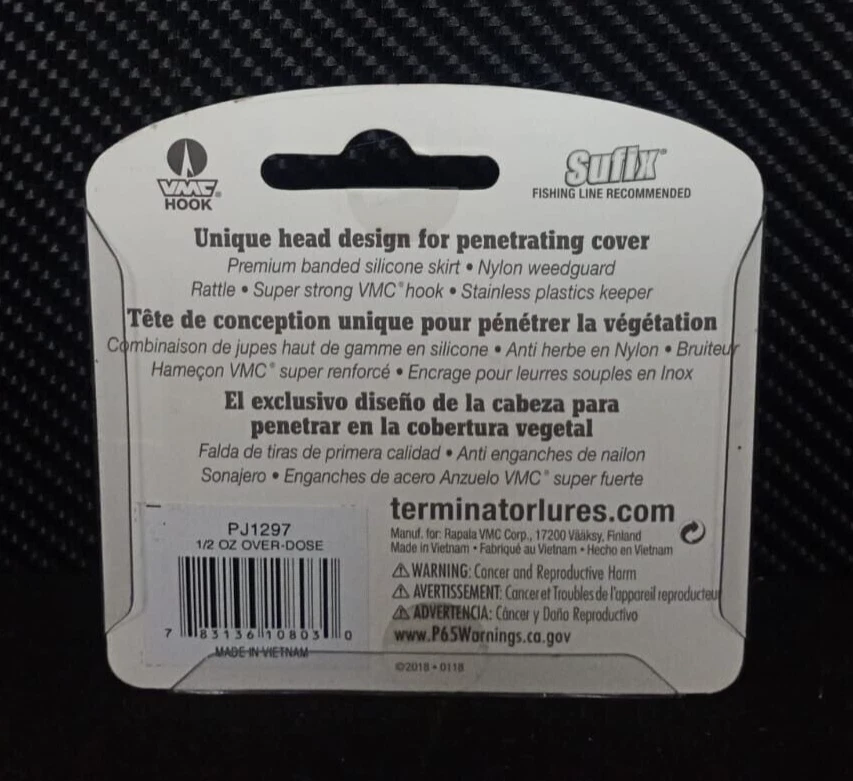 VMC®
HOOK
Sufix®
FISHING LINE RECOMMENDED
Unique head design for penetrating cover
Premium banded silicone skirt • Nylon weedguard
Rattle • Super strong VMC® hook • Stainless plastics keeper
Tête de conception unique pour pénétrer la végétation
Combinaison de jupes haut de gamme en silicone • Anti herbe en Nylon • Bruiteur
Hameçon VMC® super renforcé • Encrage pour leurres souples en Inox
El exclusivo diseño de la cabeza para
penetrar en la cobertura vegetal
Falda de tiras de primera calidad • Anti enganches de nailon
Sonajero • Enganches de acero Anzuelo VMC® super fuerte
PJ1297
1/2 OZ OVER-DOSE
7 83136 10803 0
MADE IN VIETNAM
terminatorlures.com
Manuf. for: Rapala VMC Corp., 17200 Vääksy, Finland
Made in Vietnam • Fabriqué au Vietnam • Hecho en Vietnam
⚠ WARNING: Cancer and Reproductive Harm
⚠ AVERTISSEMENT: Cancer et Troubles de l'appareil reproducteur
⚠ ADVERTENCIA: Cáncer y Daño Reproductivo
www.P65Warnings.ca.gov
©2018 • 0118